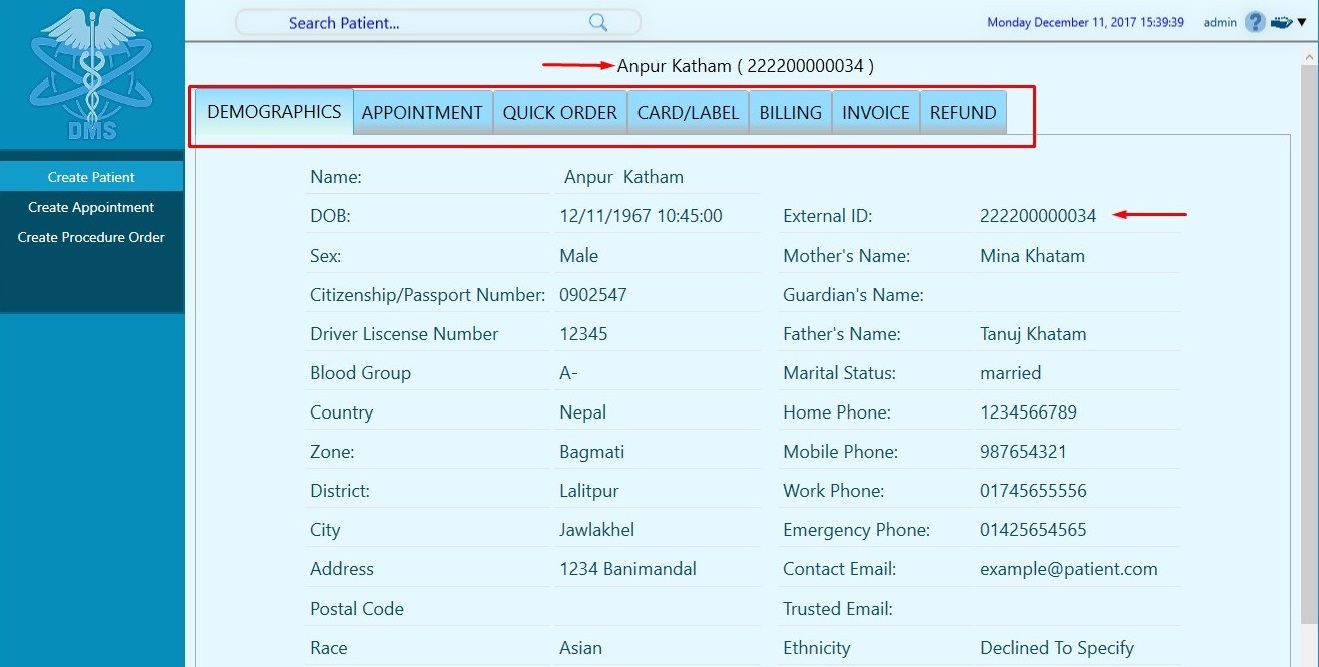 DMS
Search Patient...
Monday December 11, 2017 15:39:39 admin ?
Anpur Katham ( 222200000034 )
DEMOGRAPHICS APPOINTMENT QUICK ORDER CARD/LABEL BILLING INVOICE REFUND
Create Patient
Create Appointment
Create Procedure Order
Name: Anpur Katham
DOB: 12/11/1967 10:45:00 External ID: 222200000034
Sex: Male Mother's Name: Mina Khatam
Citizenship/Passport Number: 0902547 Guardian's Name:
Driver Liscense Number 12345 Father's Name: Tanuj Khatam
Blood Group A- Marital Status: married
Country Nepal Home Phone: 1234566789
Zone: Bagmati Mobile Phone: 987654321
District: Lalitpur Work Phone: 01745655556
City Jawlakhel Emergency Phone: 01425654565
Address 1234 Banimandal Contact Email: example@patient.com
Postal Code Trusted Email:
Race Asian Ethnicity Declined To Specify